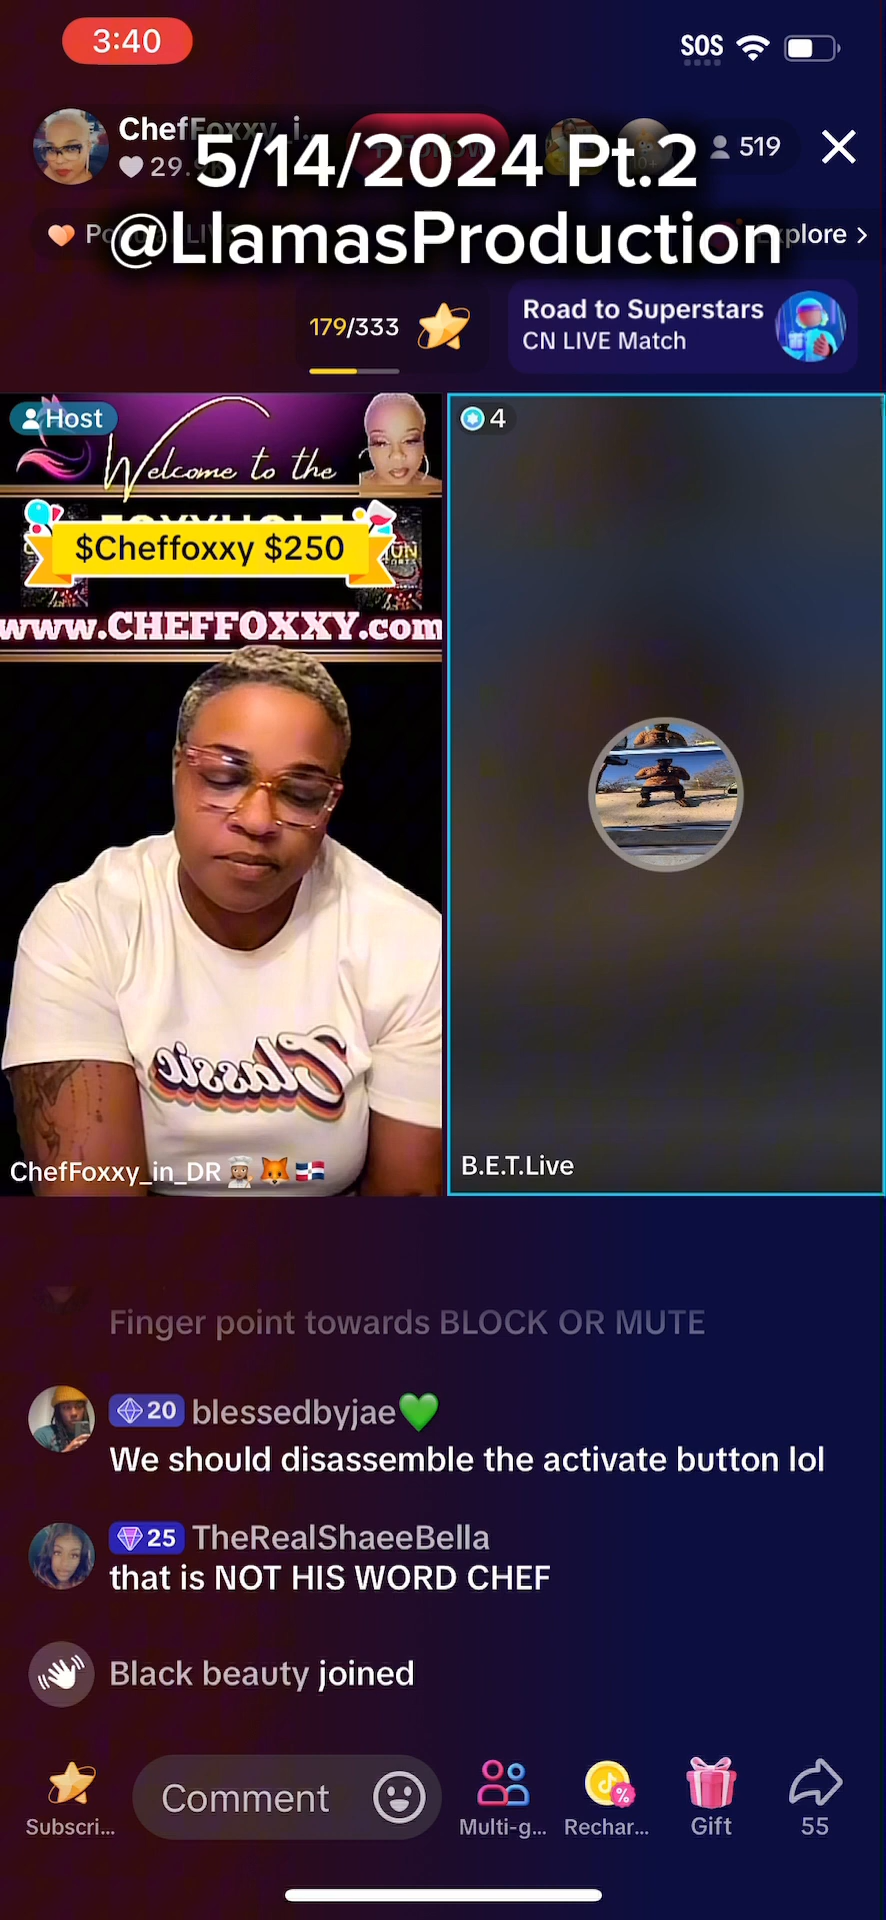 3:40
SOS
ChefFoxxy_i...
29.
519
5/14/2024 Pt.2
@LlamasProduction
Explore >
179/333
Road to Superstars
CN LIVE Match
Host
4
Welcome to the
$Cheffoxxy $250
www.CHEFFOXXY.com
Classic
ChefFoxxy_in_DR
B.E.T.Live
Finger point towards BLOCK OR MUTE
20 blessedbyjae💚
We should disassemble the activate button lol
25 TheRealShaeeBella
that is NOT HIS WORD CHEF
Black beauty joined
Comment
Subscri...
Multi-g...
Rechar...
Gift
55